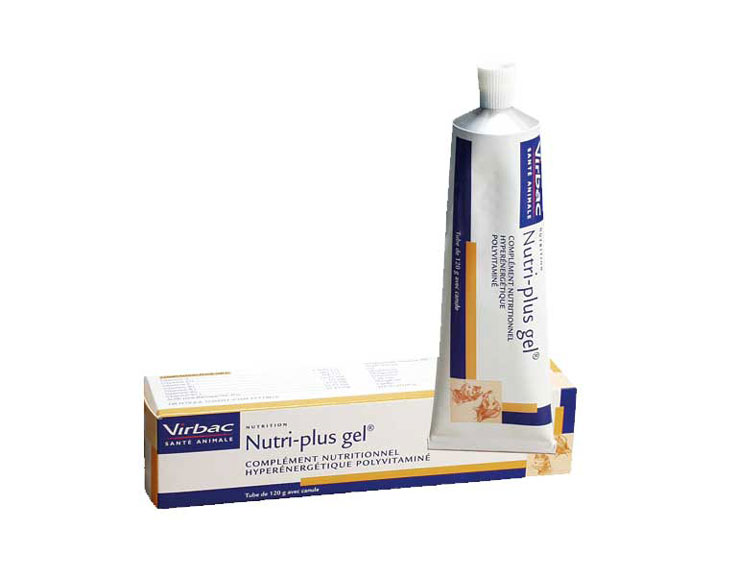 Virbac
SANTÉ ANIMALE
NUTRITION
Nutri-plus gel®
COMPLÉMENT NUTRITIONNEL
HYPERÉNERGÉTIQUE
POLYVITAMINÉ
Tube de 120 g avec canule
Virbac
SANTÉ ANIMALE
NUTRITION
Nutri-plus gel®
COMPLÉMENT NUTRITIONNEL
HYPERÉNERGÉTIQUE POLYVITAMINÉ
Tube de 120 g avec canule